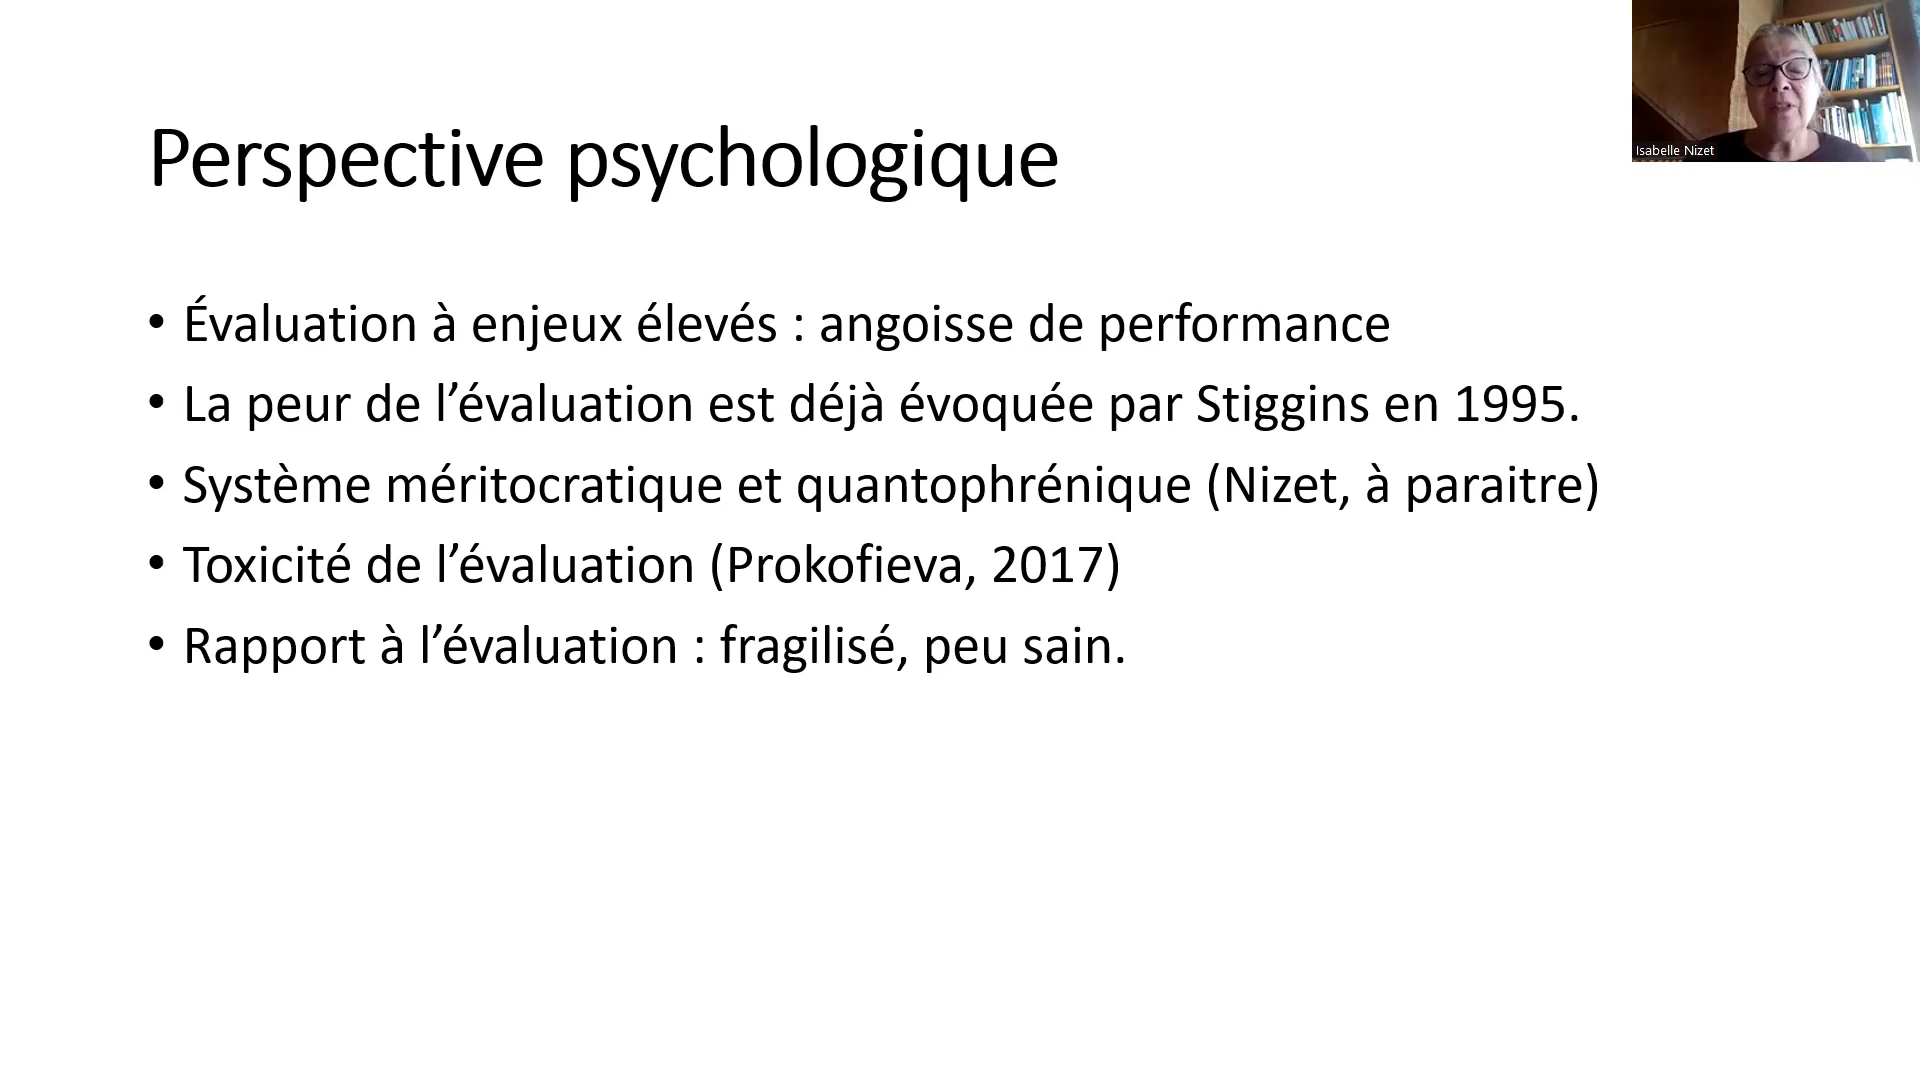 Perspective psychologique
Isabelle Nizet
• Évaluation à enjeux élevés : angoisse de performance
• La peur de l’évaluation est déjà évoquée par Stiggins en 1995.
• Système méritocratique et quantophrénique (Nizet, à paraitre)
• Toxicité de l’évaluation (Prokofieva, 2017)
• Rapport à l’évaluation : fragilisé, peu sain.